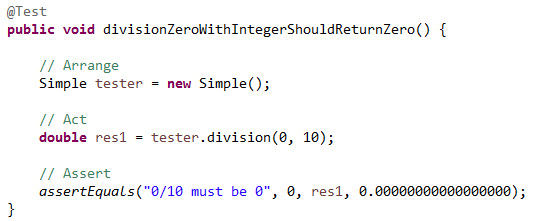 @Test
public void divisionZeroWithIntegerShouldReturnZero() {
// Arrange
Simple tester = new Simple();
// Act
double res1 = tester.division(0, 10);
// Assert
assertEquals("0/10 must be 0", 0, res1, 0.00000000000000000);
}